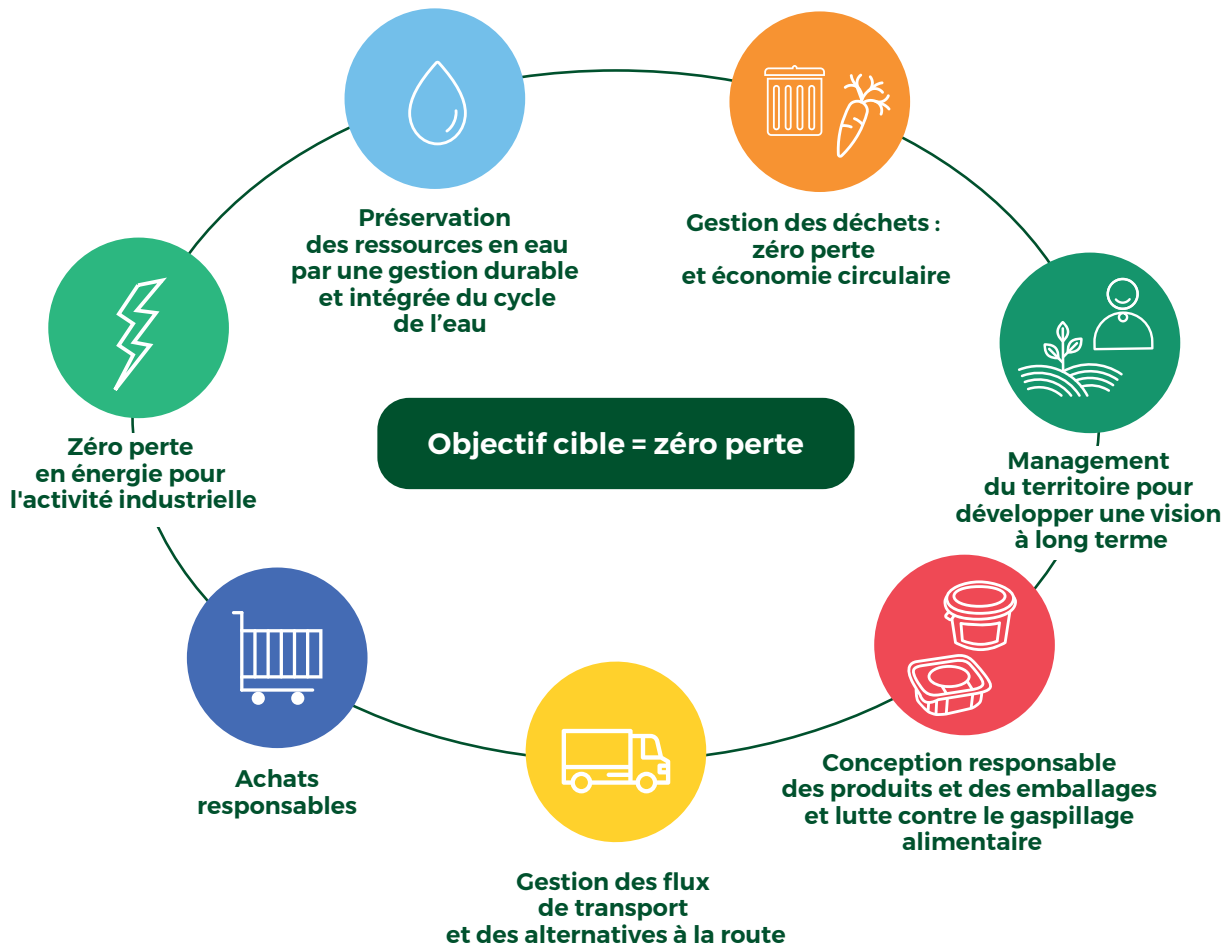 Préservation
des ressources en eau
par une gestion durable
et intégrée du cycle
de l’eau
Gestion des déchets :
zéro perte
et économie circulaire
Zéro perte
en énergie pour
l'activité industrielle
Objectif cible = zéro perte
Management
du territoire pour
développer une vision
à long terme
Achats
responsables
Conception responsable
des produits et des emballages
et lutte contre le gaspillage
alimentaire
Gestion des flux
de transport
et des alternatives à la route